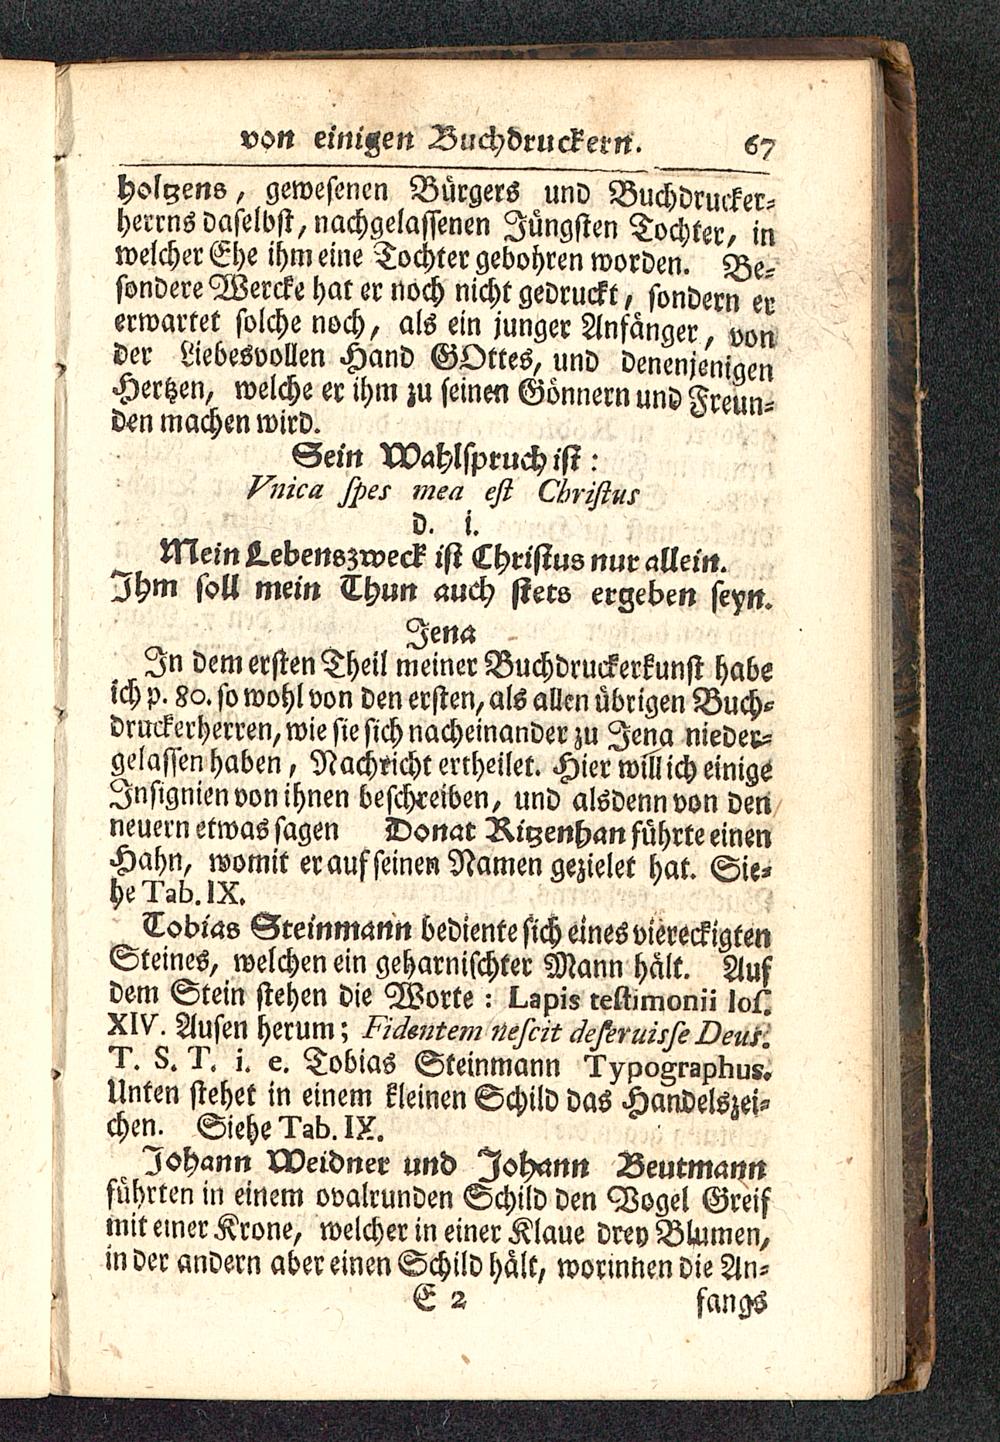 von einigen Buchdruckern. 67
holtzens, gewesenen Bürgers und Buchdrucker-
herrns daselbst, nachgelassenen Jüngsten Tochter, in
welcher Ehe ihm eine Tochter gebohren worden. Be-
sondere Wercke hat er noch nicht gedruckt, sondern er
erwartet solche noch, als ein junger Anfänger, von
der Liebesvollen Hand GOttes, und denenjenigen
Hertzen, welche er ihm zu seinen Gönnern und Freun-
den machen wird.
Sein Wahlspruch ist:
Vnica spes mea est Christus
d. i.
Mein Lebenszweck ist Christus nur allein.
Ihm soll mein Thun auch stets ergeben seyn.
Jena
In dem ersten Theil meiner Buchdruckerkunst habe
ich p. 80. so wohl von den ersten, als allen übrigen Buch-
druckerherren, wie sie sich nacheinander zu Jena nieder-
gelassen haben, Nachricht ertheilet. Hier will ich einige
Insignien von ihnen beschreiben, und alsdenn von den
neuern etwas sagen Donat Ritzenhan führte einen
Hahn, womit er auf seinen Namen gezielet hat. Sie-
he Tab. IX.
Tobias Steinmann bediente sich eines viereckigten
Steines, welchen ein geharnischter Mann hält. Auf
dem Stein stehen die Worte: Lapis testimonii Ios.
XIV. Ausen herum; Fidentem nescit deseruisse Deus.
T. S. T. i. e. Tobias Steinmann Typographus.
Unten stehet in einem kleinen Schild das Handelszei-
chen. Siehe Tab. IX.
Johann Weidner und Johann Beutmann
führten in einem ovalrunden Schild den Vogel Greif
mit einer Krone, welcher in einer Klaue drey Blumen,
in der andern aber einen Schild hält, worinnen die An-
E 2 fangs